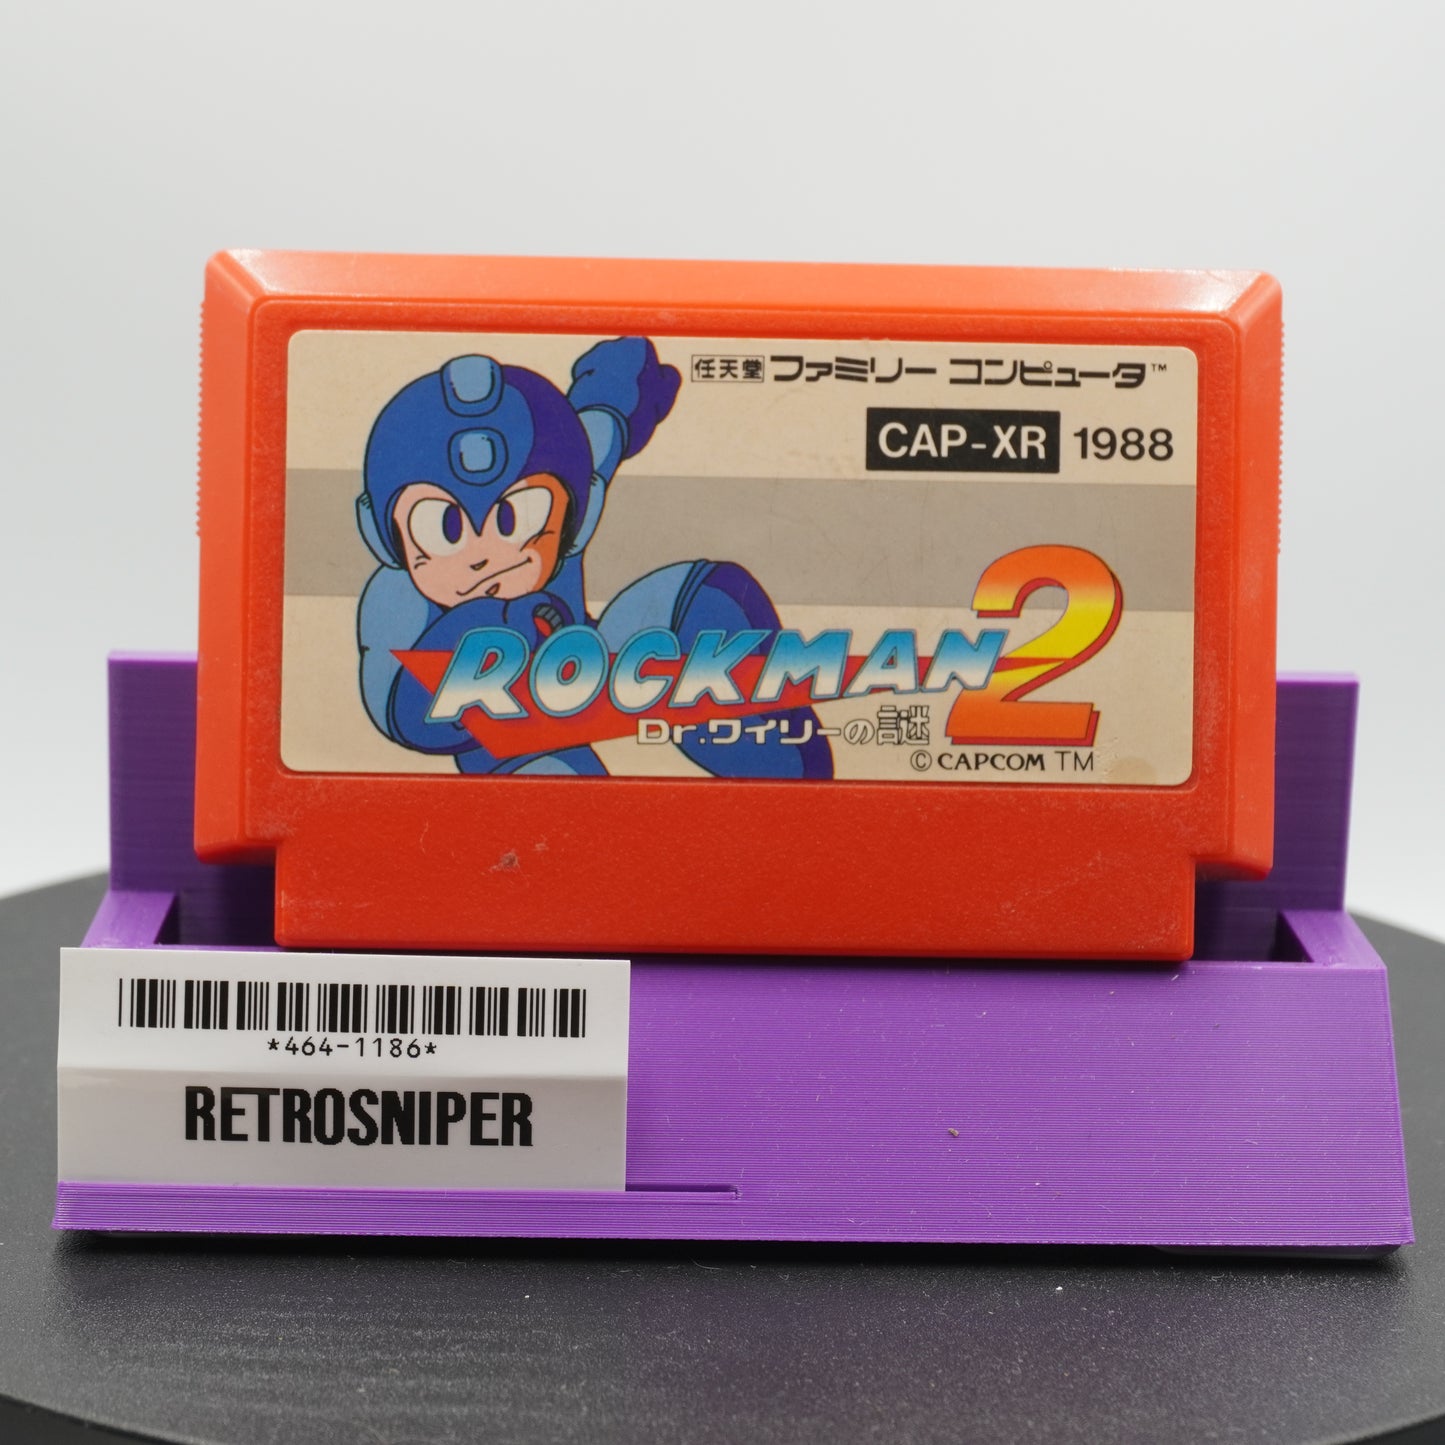 任天堂 ファミリー コンピュータ™
CAP-XR 1988
ROCKMAN 2
Dr.ワイリーの謎
© CAPCOM TM
*464-1186*
RETROSNIPER